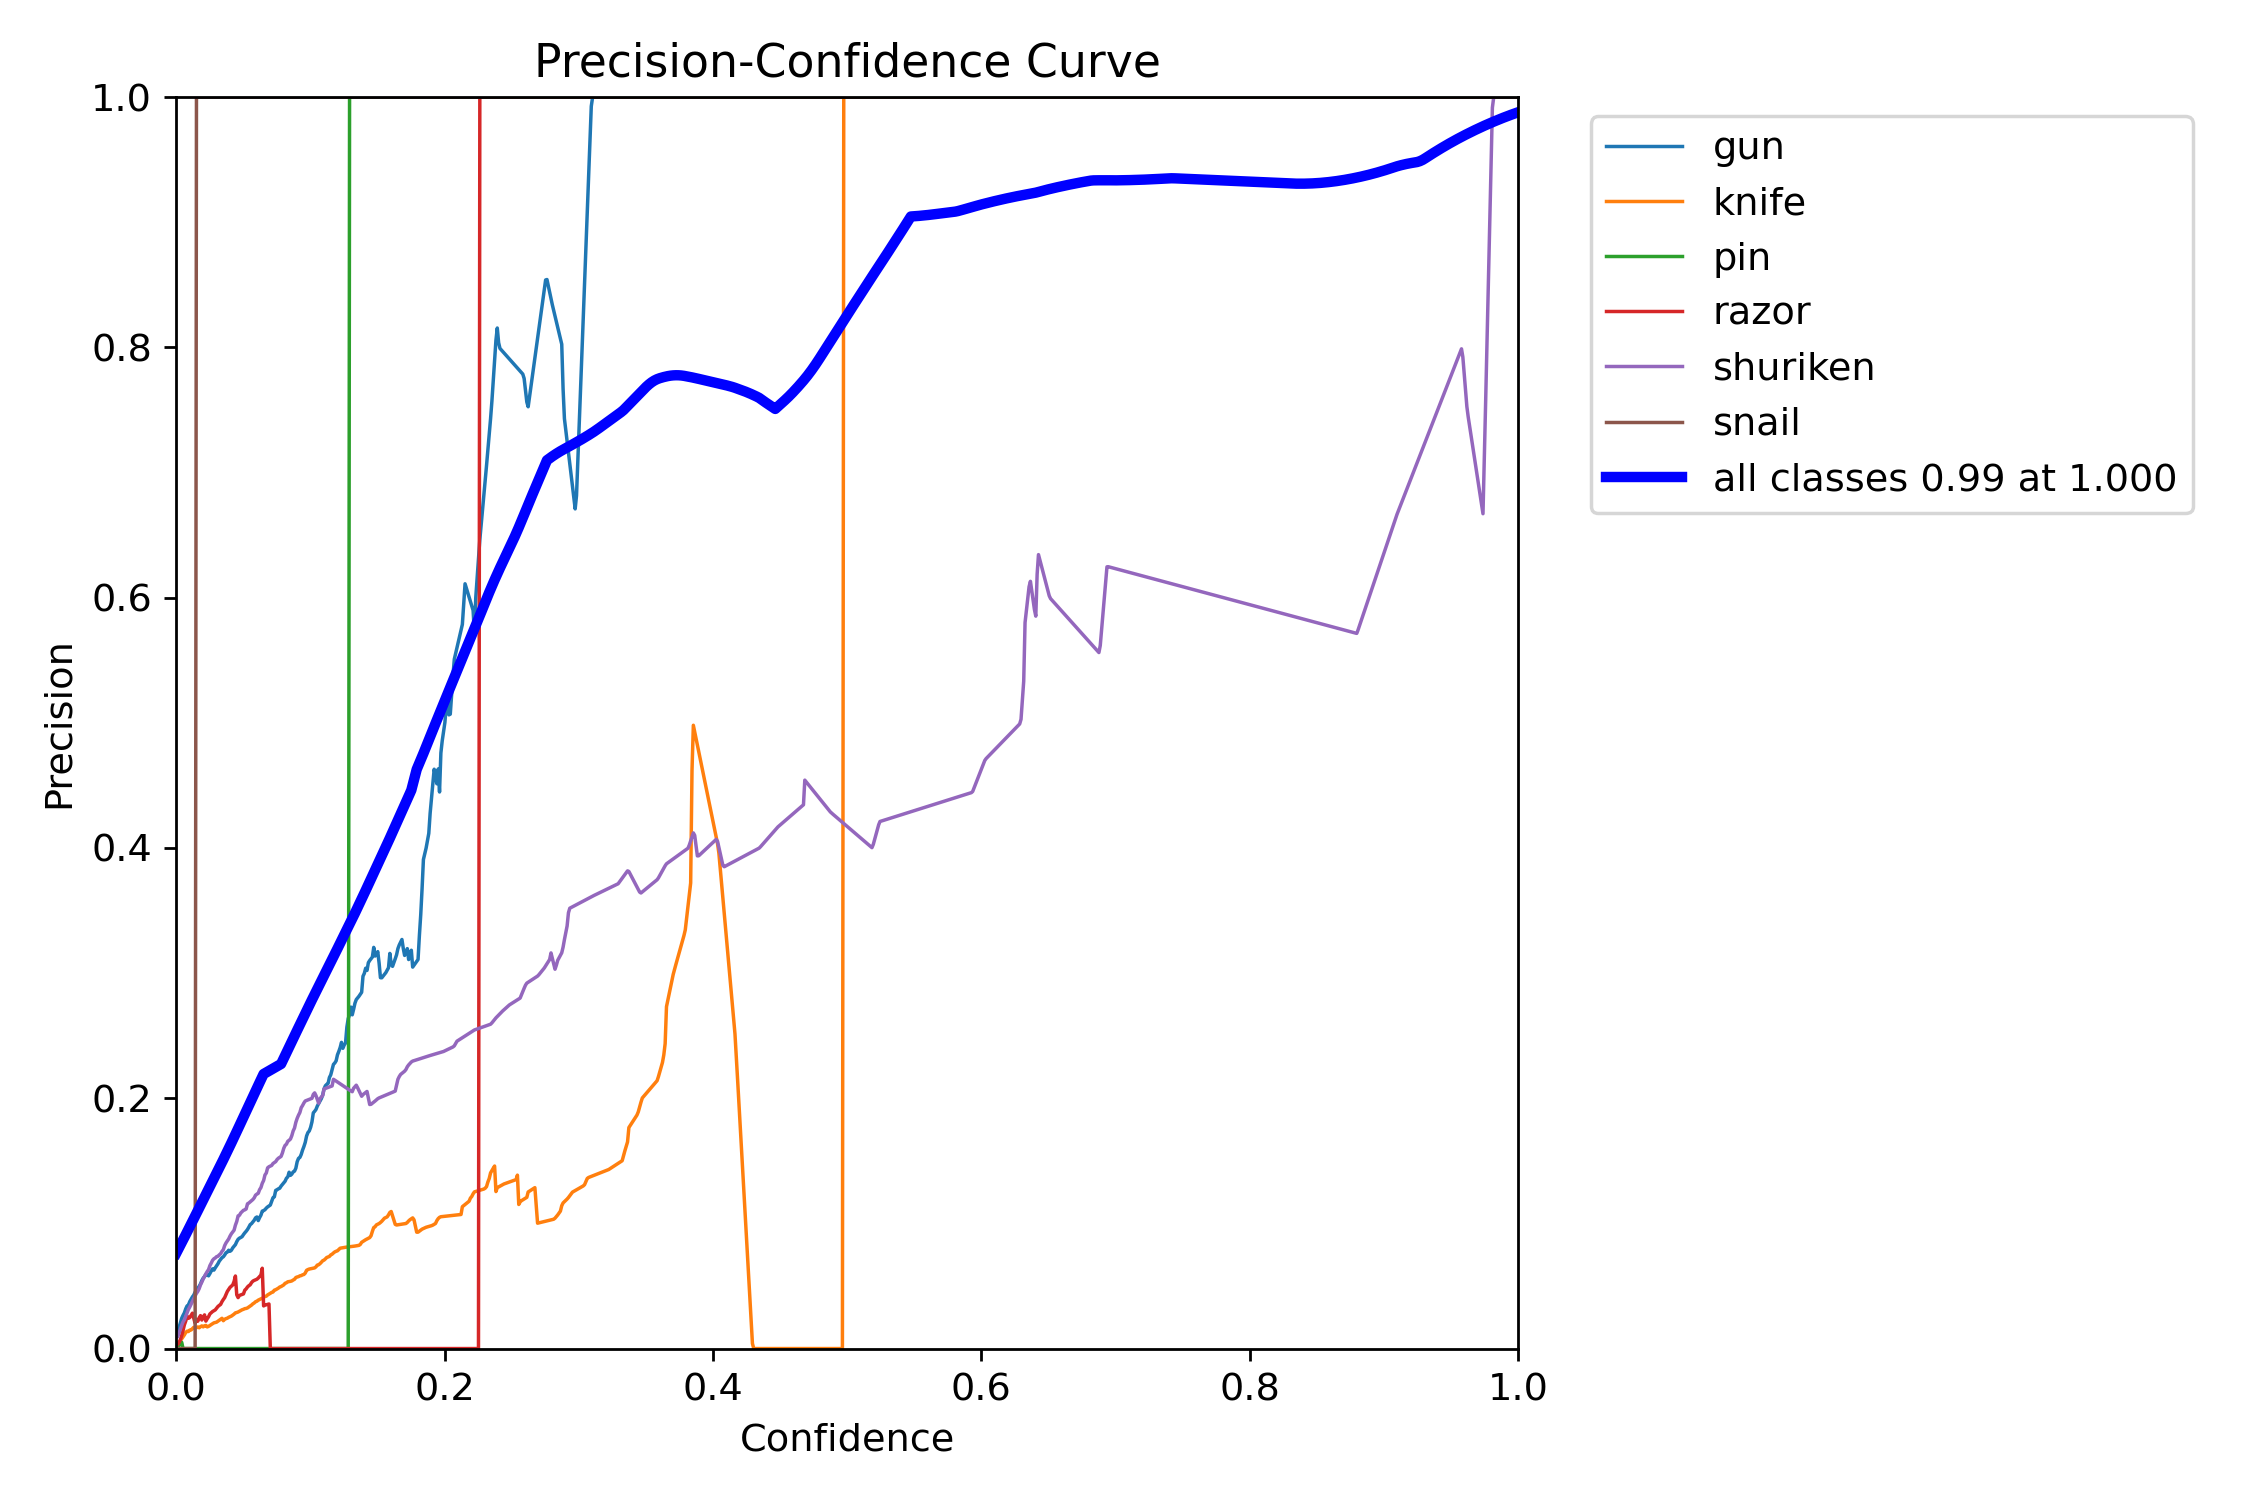 Precision-Confidence Curve
1.0
0.8
0.6
0.4
0.2
0.0
Precision
0.0 0.2 0.4 0.6 0.8 1.0
Confidence
gun
knife
pin
razor
shuriken
snail
all classes 0.99 at 1.000